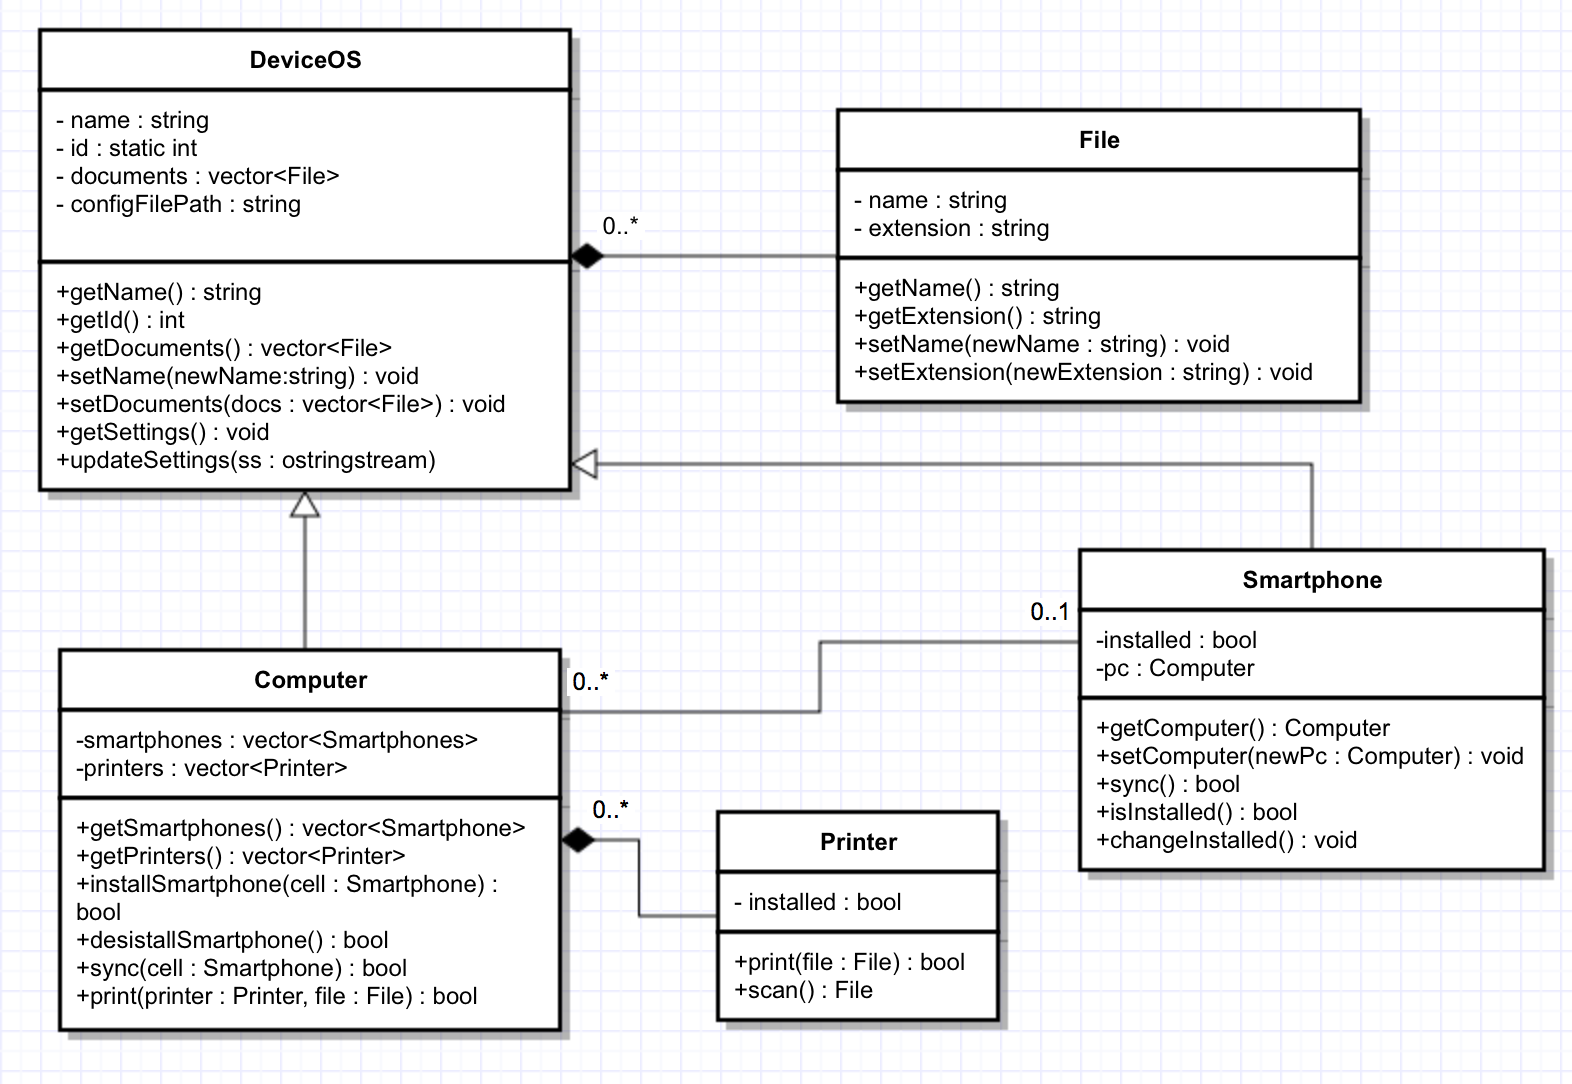 DeviceOS
- name : string
- id : static int
- documents : vector<File>
- configFilePath : string
+getName() : string
+getId() : int
+getDocuments() : vector<File>
+setName(newName:string) : void
+setDocuments(docs : vector<File>) : void
+getSettings() : void
+updateSettings(ss : ostringstream)
0..*
File
- name : string
- extension : string
+getName() : string
+getExtension() : string
+setName(newName : string) : void
+setExtension(newExtension : string) : void
Smartphone
-installed : bool
-pc : Computer
+getComputer() : Computer
+setComputer(newPc : Computer) : void
+sync() : bool
+isInstalled() : bool
+changeInstalled() : void
0..1
0..*
Computer
-smartphones : vector<Smartphones>
-printers : vector<Printer>
+getSmartphones() : vector<Smartphone>
+getPrinters() : vector<Printer>
+installSmartphone(cell : Smartphone) :
bool
+desistallSmartphone() : bool
+sync(cell : Smartphone) : bool
+print(printer : Printer, file : File) : bool
0..*
Printer
- installed : bool
+print(file : File) : bool
+scan() : File